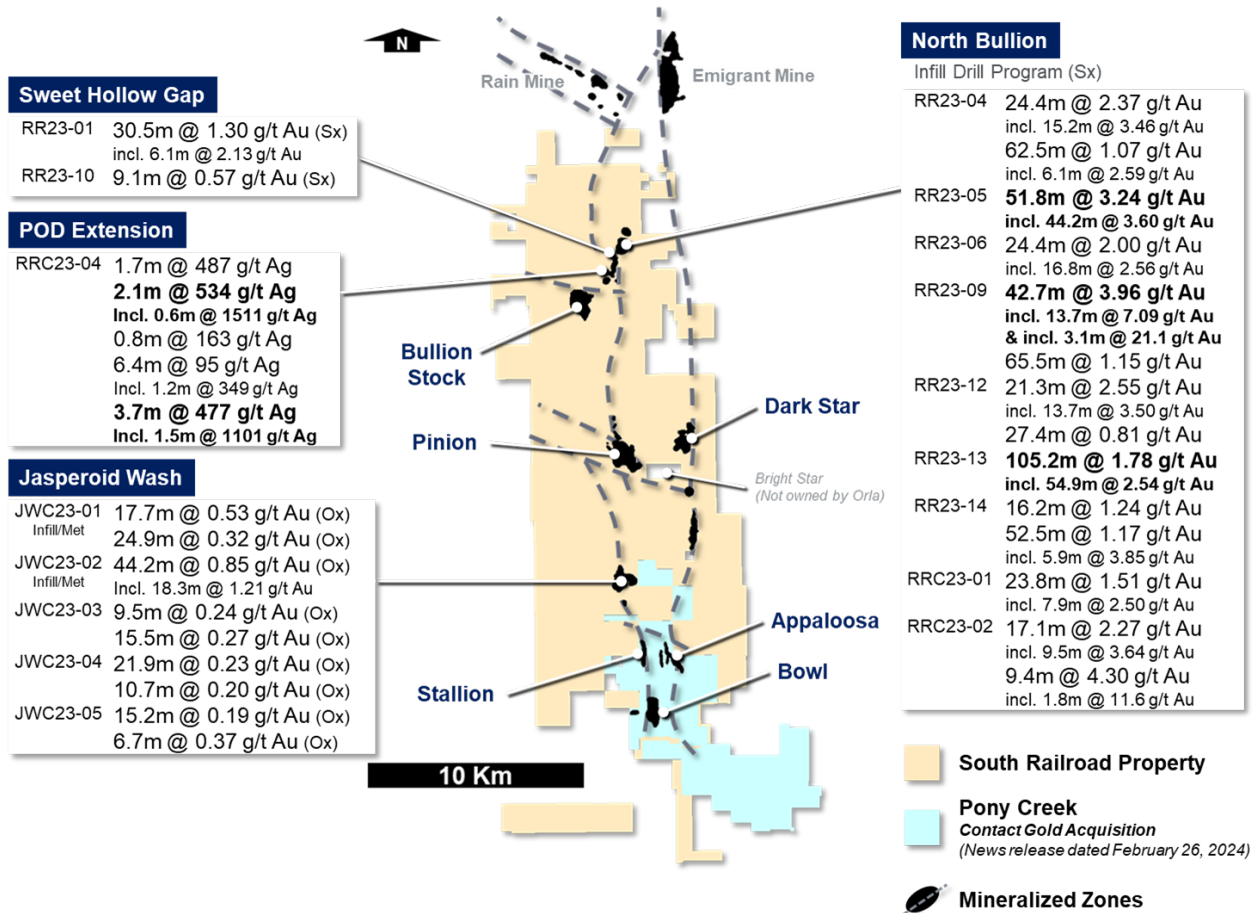 N
Rain Mine
Emigrant Mine
Sweet Hollow Gap
RR23-01 30.5m @ 1.30 g/t Au (Sx)
incl. 6.1m @ 2.13 g/t Au
RR23-10 9.1m @ 0.57 g/t Au (Sx)
POD Extension
RRC23-04 1.7m @ 487 g/t Ag
2.1m @ 534 g/t Ag
Incl. 0.6m @ 1511 g/t Ag
0.8m @ 163 g/t Ag
6.4m @ 95 g/t Ag
Incl. 1.2m @ 349 g/t Ag
3.7m @ 477 g/t Ag
Incl. 1.5m @ 1101 g/t Ag
Jasperoid Wash
JWC23-01 17.7m @ 0.53 g/t Au (Ox)
Infill/Met
24.9m @ 0.32 g/t Au (Ox)
JWC23-02 44.2m @ 0.85 g/t Au (Ox)
Infill/Met
Incl. 18.3m @ 1.21 g/t Au
JWC23-03 9.5m @ 0.24 g/t Au (Ox)
15.5m @ 0.27 g/t Au (Ox)
JWC23-04 21.9m @ 0.23 g/t Au (Ox)
10.7m @ 0.20 g/t Au (Ox)
JWC23-05 15.2m @ 0.19 g/t Au (Ox)
6.7m @ 0.37 g/t Au (Ox)
Bullion
Stock
Pinion
Dark Star
Bright Star
(Not owned by Orla)
Appaloosa
Stallion
Bowl
10 Km
North Bullion
Infill Drill Program (Sx)
RR23-04 24.4m @ 2.37 g/t Au
incl. 15.2m @ 3.46 g/t Au
62.5m @ 1.07 g/t Au
incl. 6.1m @ 2.59 g/t Au
RR23-05 51.8m @ 3.24 g/t Au
incl. 44.2m @ 3.60 g/t Au
RR23-06 24.4m @ 2.00 g/t Au
incl. 16.8m @ 2.56 g/t Au
RR23-09 42.7m @ 3.96 g/t Au
incl. 13.7m @ 7.09 g/t Au
& incl. 3.1m @ 21.1 g/t Au
65.5m @ 1.15 g/t Au
RR23-12 21.3m @ 2.55 g/t Au
incl. 13.7m @ 3.50 g/t Au
27.4m @ 0.81 g/t Au
RR23-13 105.2m @ 1.78 g/t Au
incl. 54.9m @ 2.54 g/t Au
RR23-14 16.2m @ 1.24 g/t Au
52.5m @ 1.17 g/t Au
incl. 5.9m @ 3.85 g/t Au
RRC23-01 23.8m @ 1.51 g/t Au
incl. 7.9m @ 2.50 g/t Au
RRC23-02 17.1m @ 2.27 g/t Au
incl. 9.5m @ 3.64 g/t Au
9.4m @ 4.30 g/t Au
incl. 1.8m @ 11.6 g/t Au
South Railroad Property
Pony Creek
Contact Gold Acquisition
(News release dated February 26, 2024)
Mineralized Zones